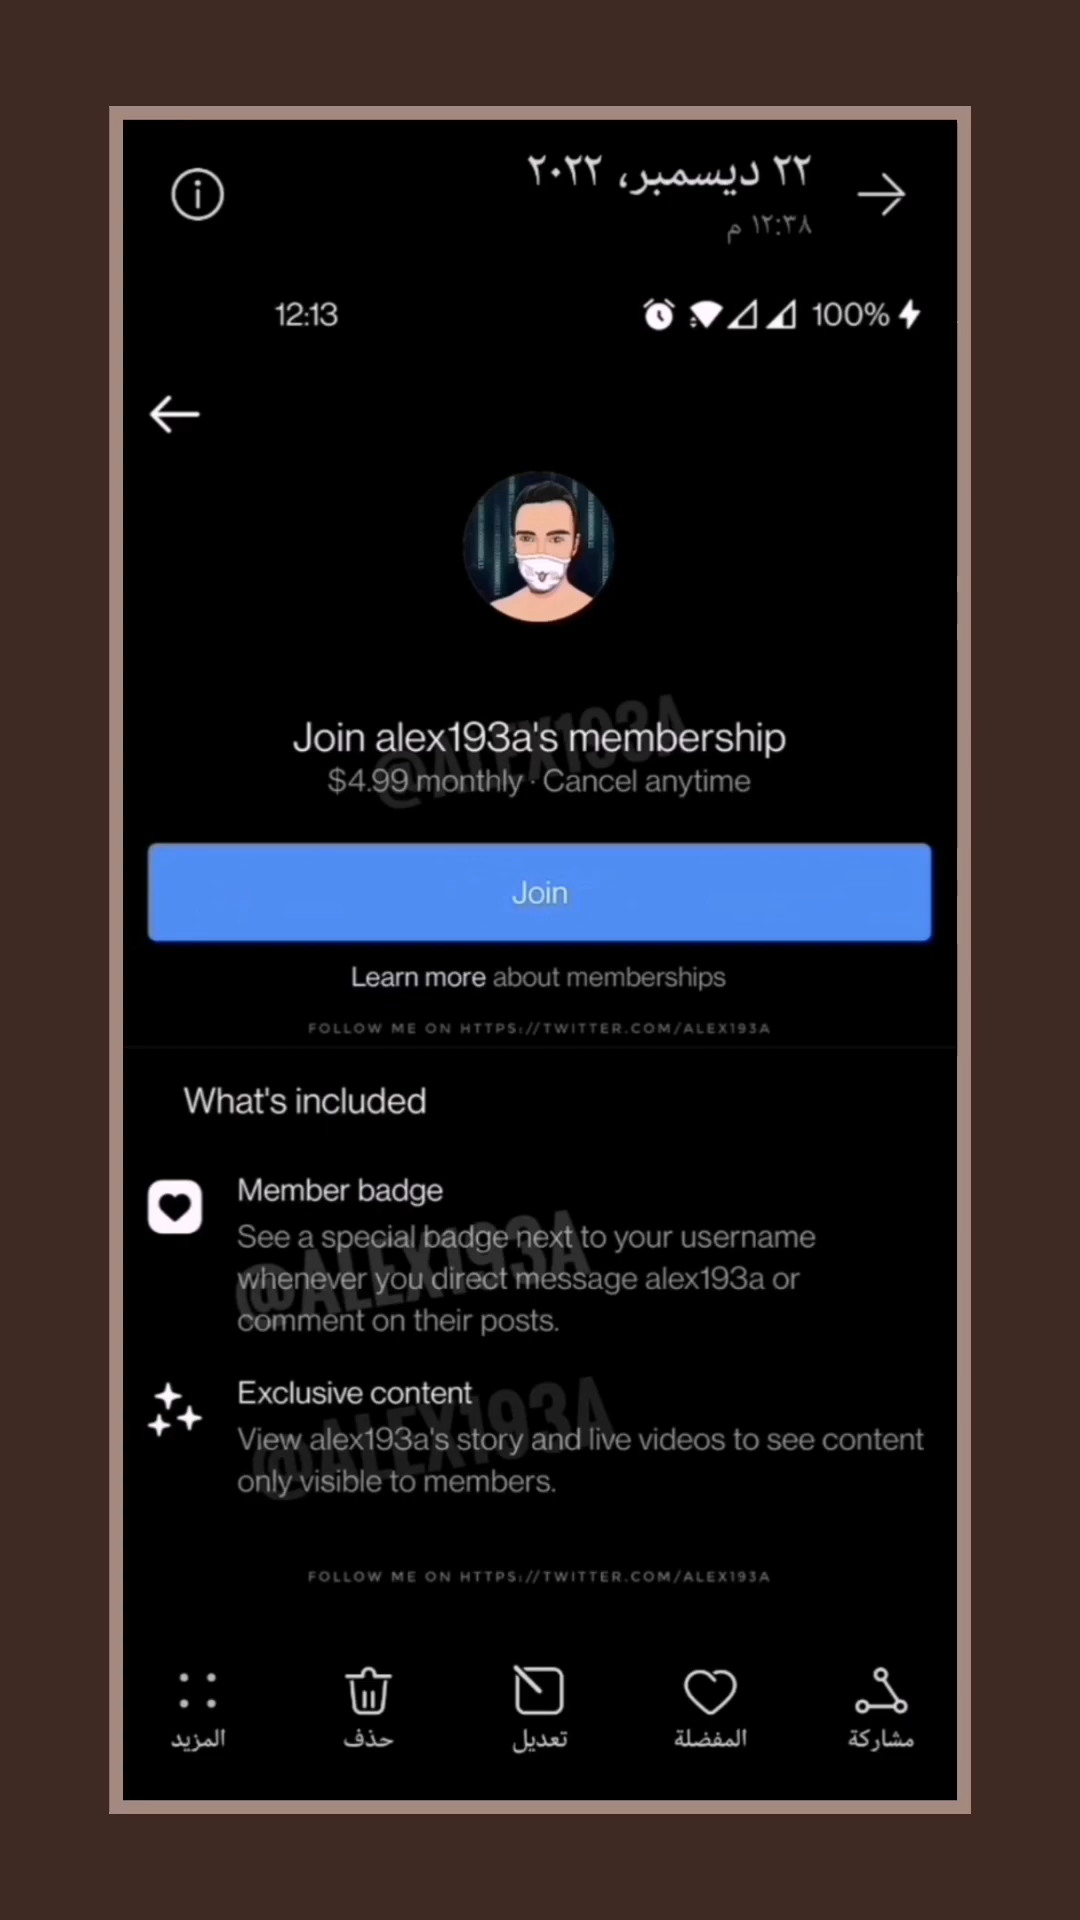 ٢٢ ديسمبر، ٢٠٢٢
١٢:٣٨ م
12:13
100%
@ALEX193A
Join alex193a's membership
$4.99 monthly · Cancel anytime
Join
Learn more about memberships
FOLLOW ME ON HTTPS://TWITTER.COM/ALEX193A
What's included
Member badge
See a special badge next to your username
whenever you direct message alex193a or
comment on their posts.
@ALEX193A
Exclusive content
View alex193a's story and live videos to see content
only visible to members.
@ALEX193A
FOLLOW ME ON HTTPS://TWITTER.COM/ALEX193A
مشاركة
المفضلة
تعديل
حذف
المزيد